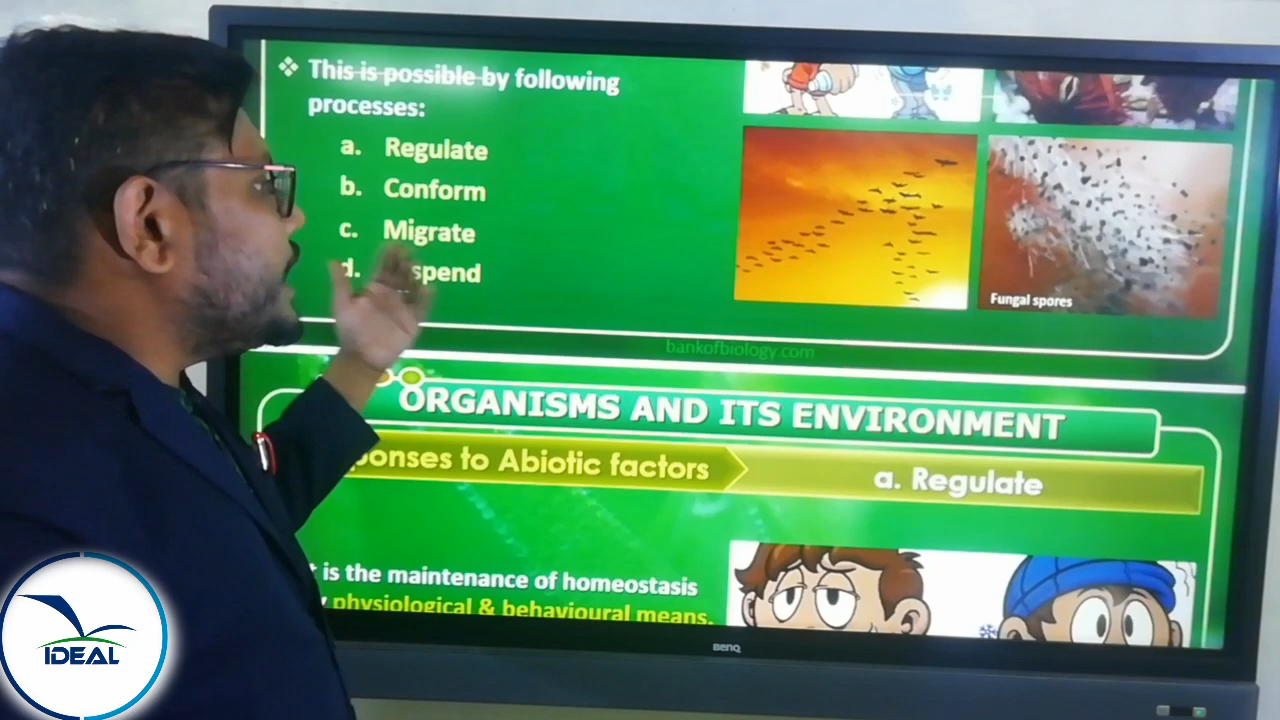 ❖ This is possible by following
processes:
a. Regulate
b. Conform
c. Migrate
d. spend
Fungal spores
bankofbiology.com
ORGANISMS AND ITS ENVIRONMENT
ponses to Abiotic factors
a. Regulate
is the maintenance of homeostasis
physiological & behavioural means.
BenQ
IDEAL